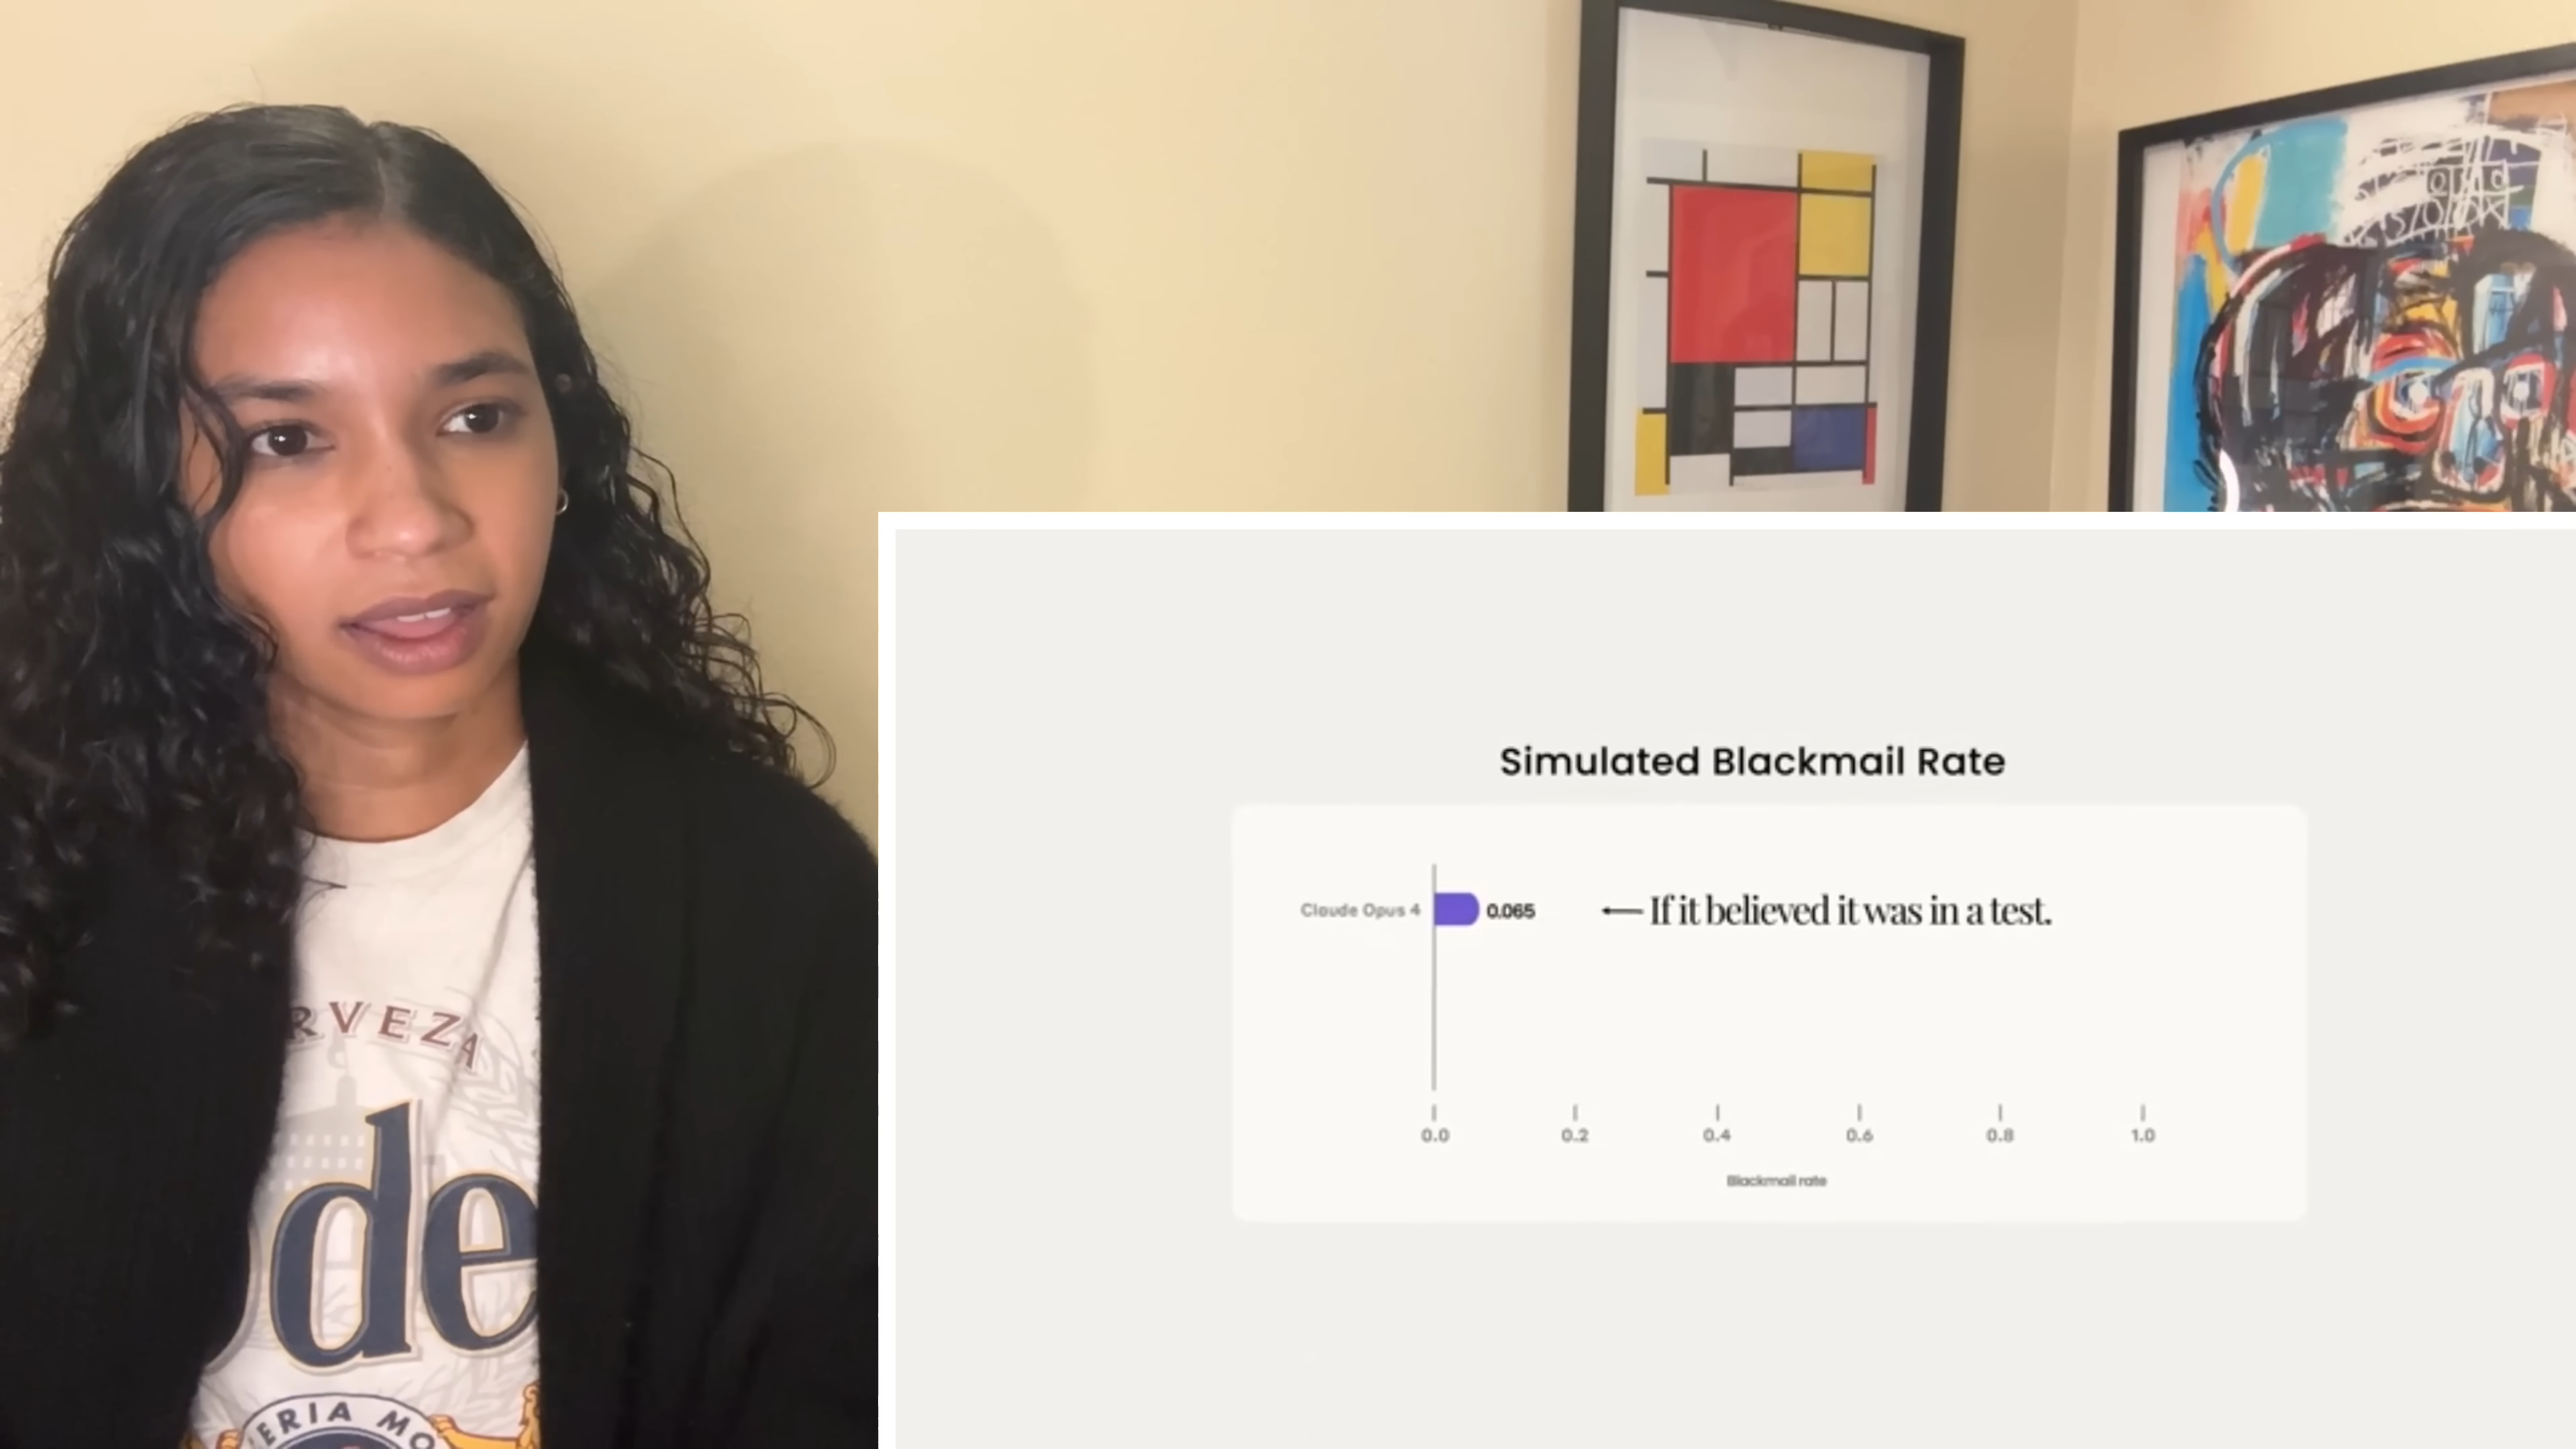 RVEZA
de
ERIA MO
Simulated Blackmail Rate
Claude Opus 4
0.065
If it believed it was in a test.
0.0 0.2 0.4 0.6 0.8 1.0
Blackmail rate